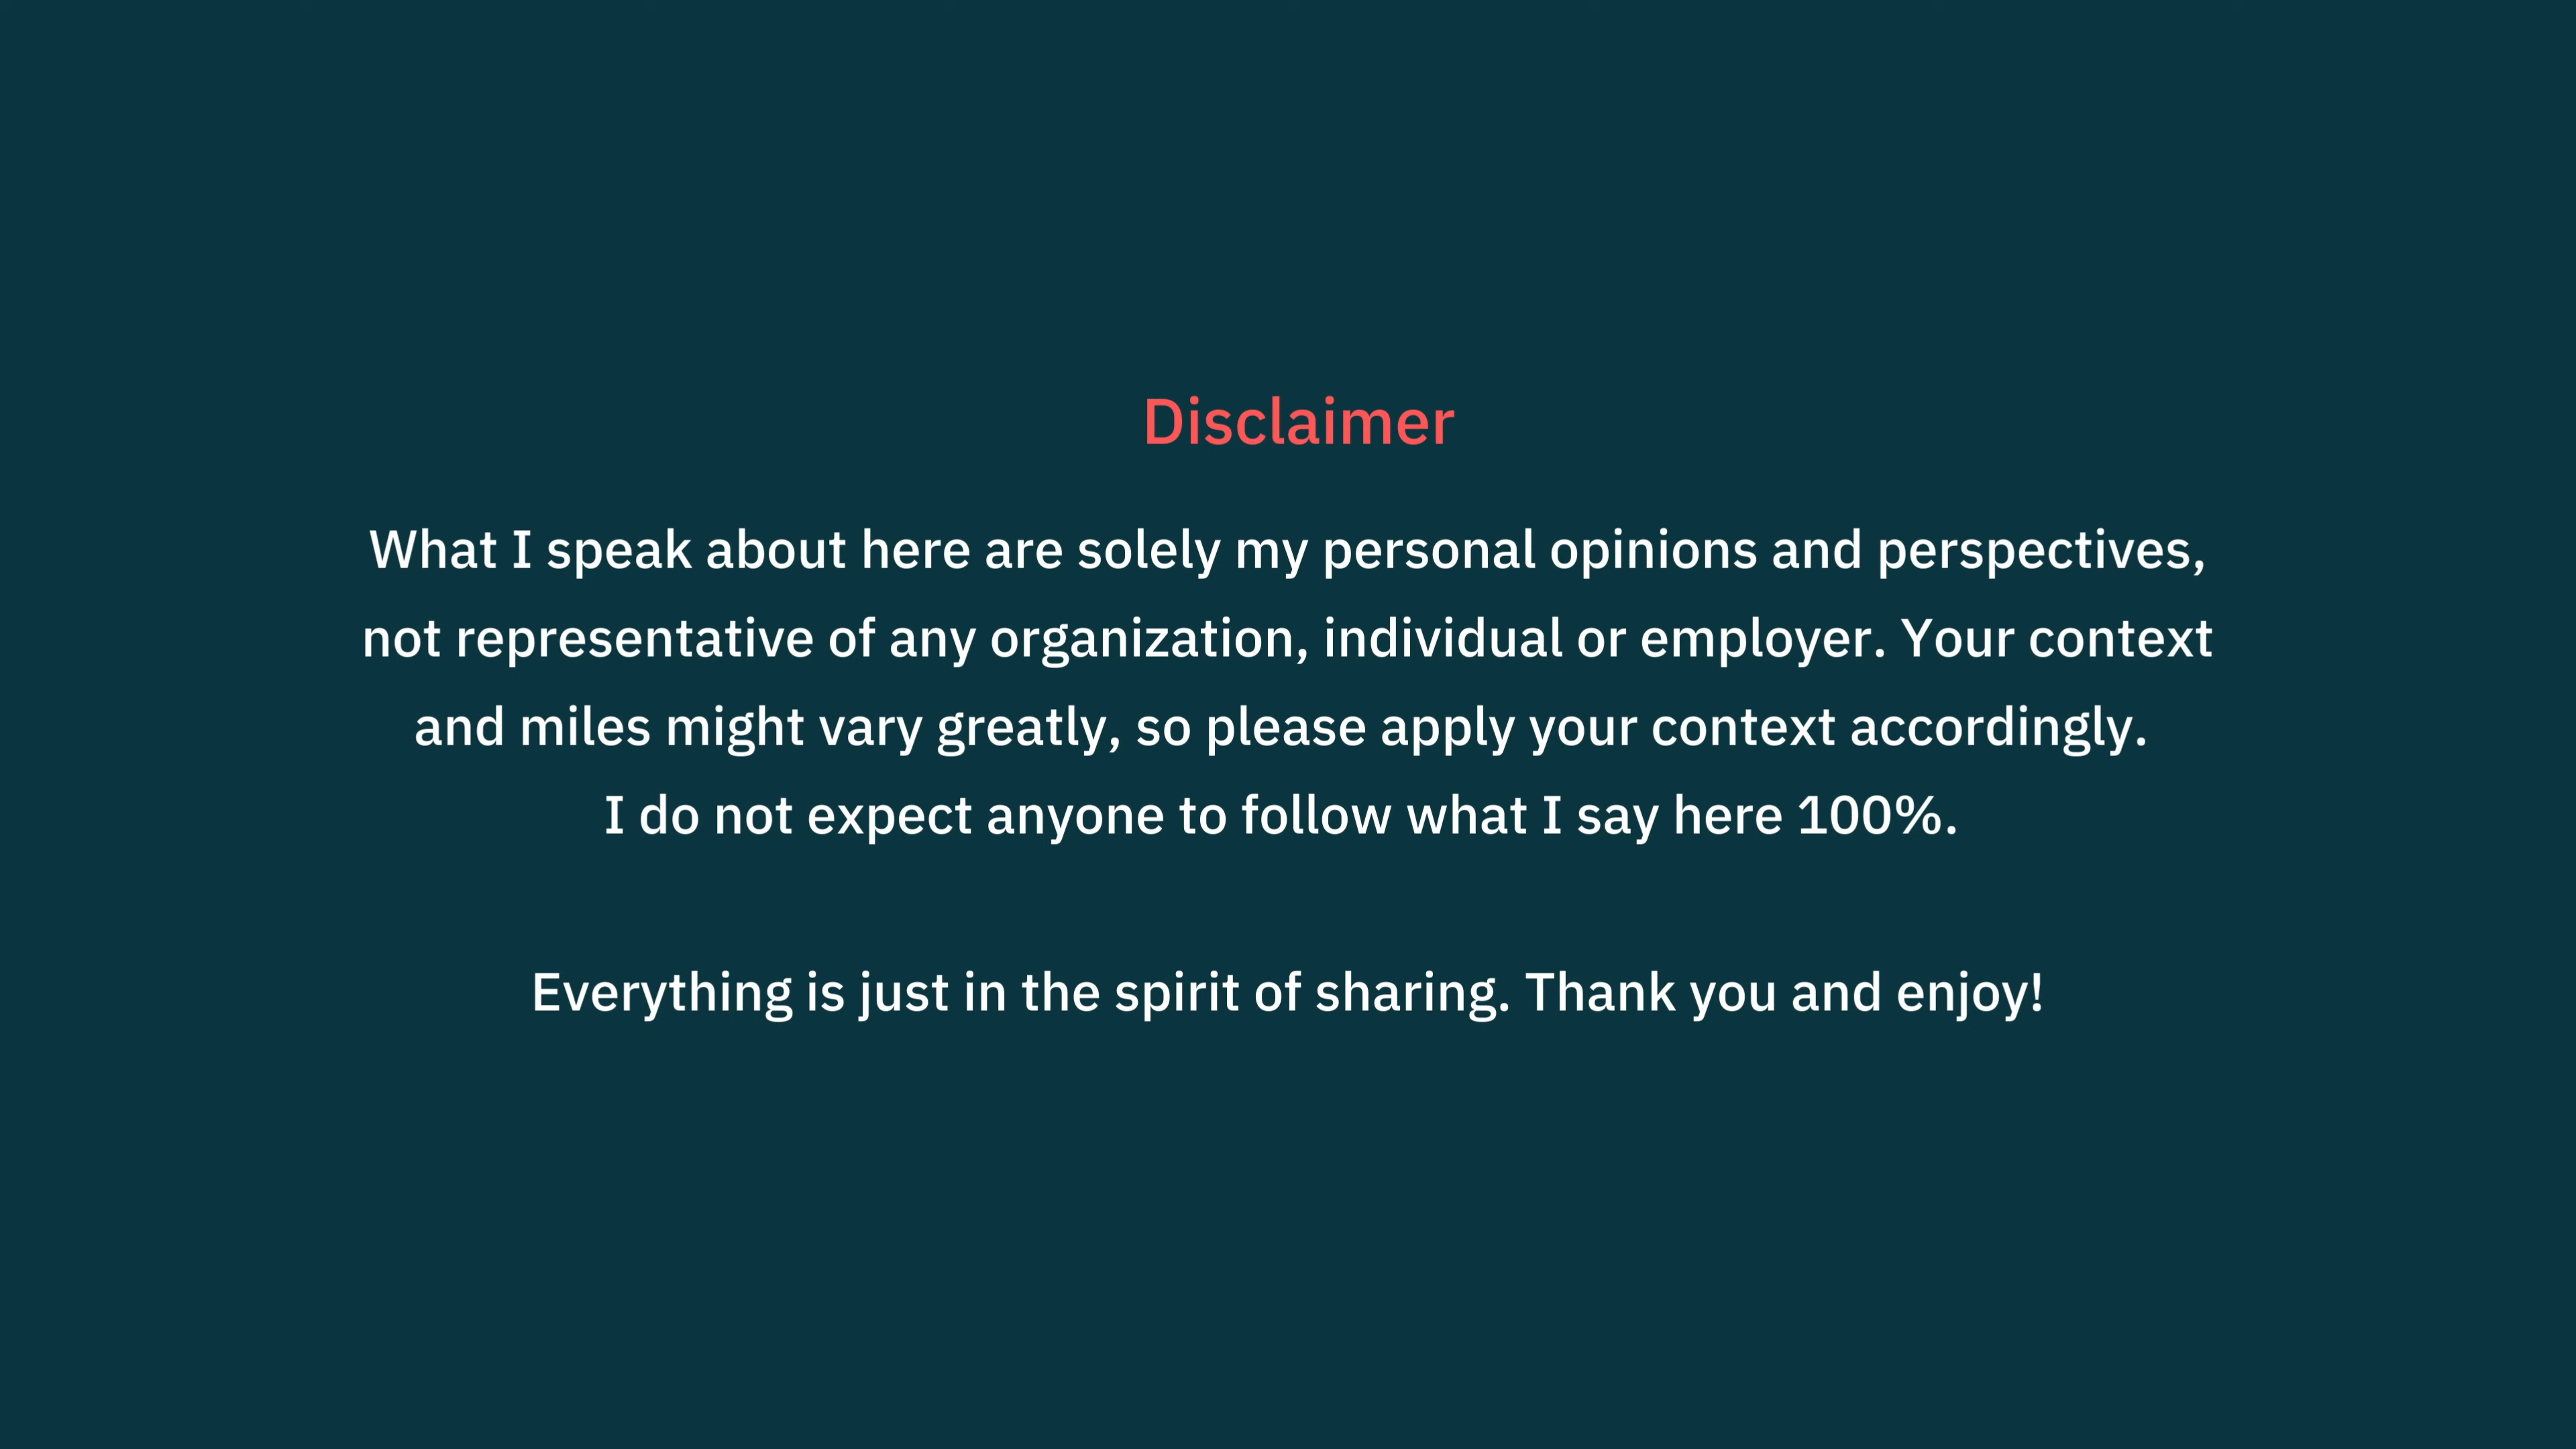 Disclaimer
What I speak about here are solely my personal opinions and perspectives,
not representative of any organization, individual or employer. Your context
and miles might vary greatly, so please apply your context accordingly.
I do not expect anyone to follow what I say here 100%.
Everything is just in the spirit of sharing. Thank you and enjoy!